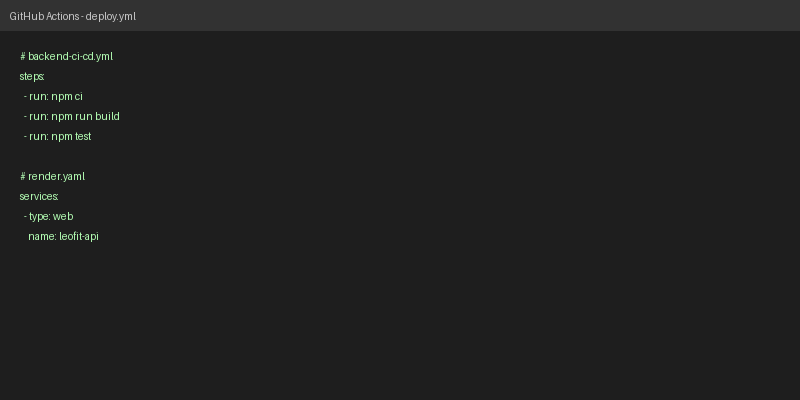 GitHub Actions - deploy.yml
# backend-ci-cd.yml
steps:
- run: npm ci
- run: npm run build
- run: npm test
# render.yaml
services:
- type: web
name: leofit-api